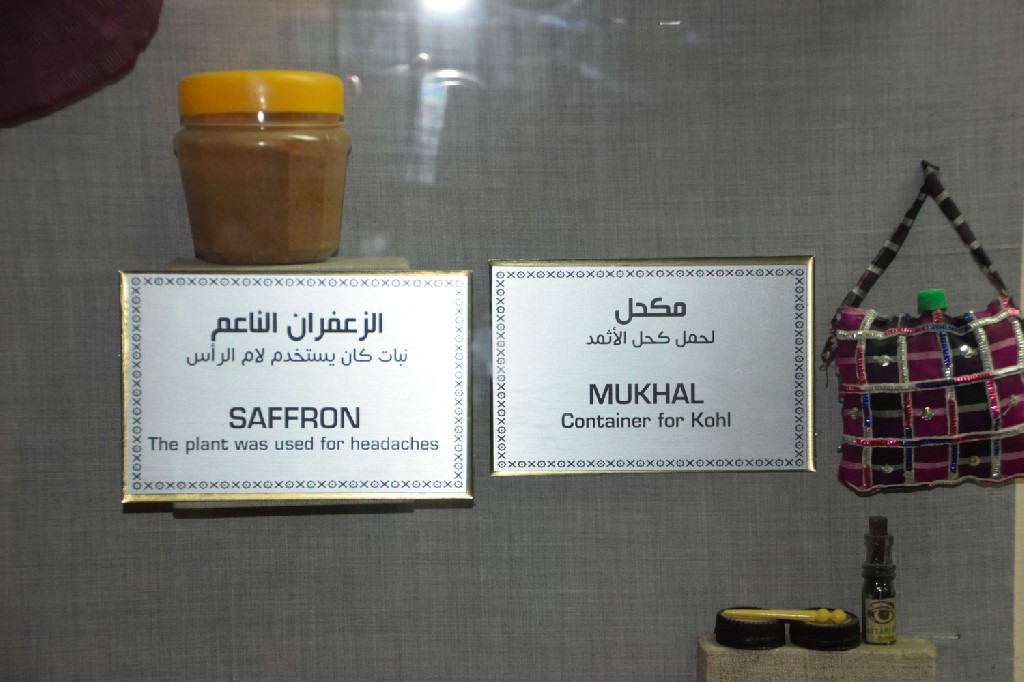 الزعفران الناعم
نبات كان يستخدم لام الرأس
SAFFRON
The plant was used for headaches
مكحل
لحمل كحل الأثمد
MUKHAL
Container for Kohl